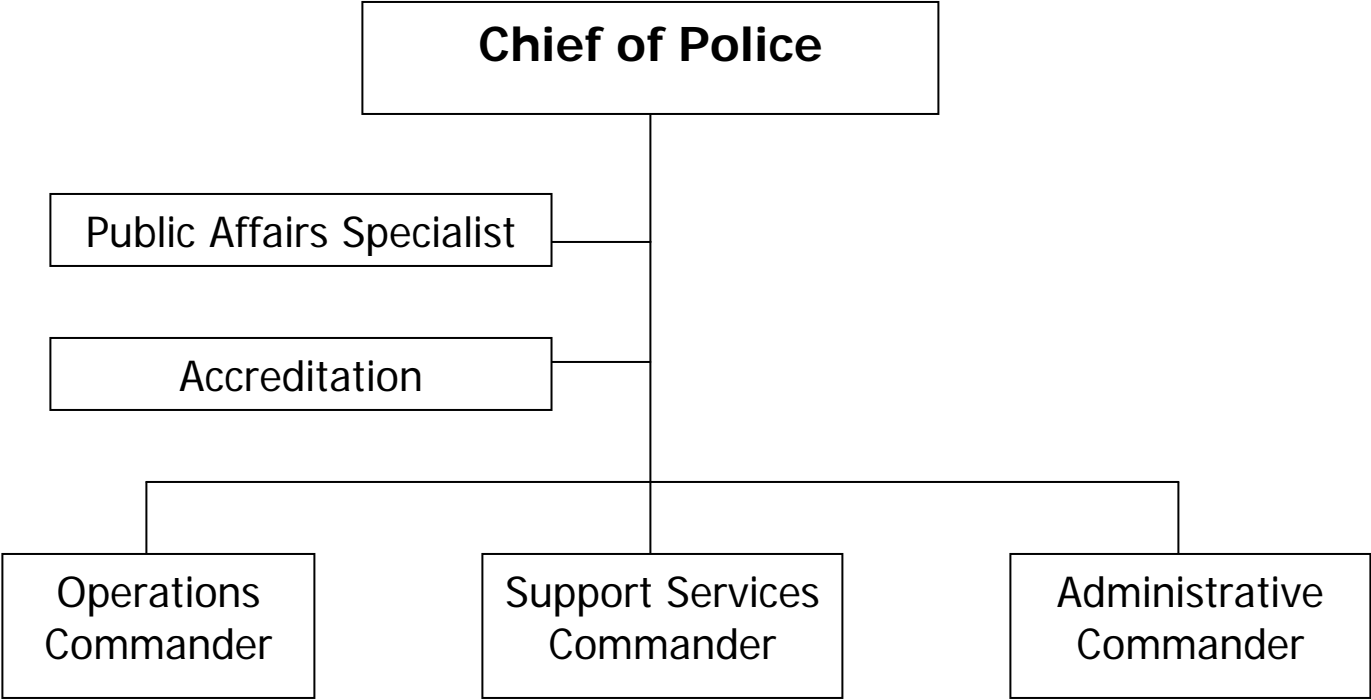 Chief of Police
Public Affairs Specialist
Accreditation
Operations
Commander
Support Services
Commander
Administrative
Commander